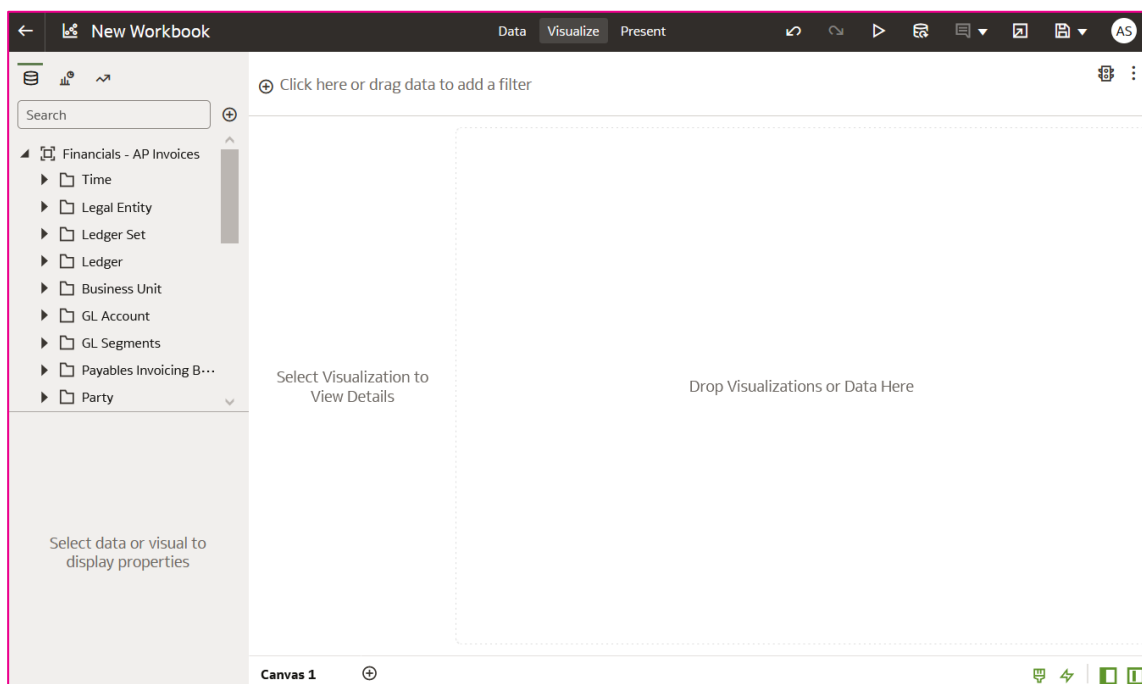 New Workbook
Data Visualize Present
AS
Click here or drag data to add a filter
Search
Financials - AP Invoices
Time
Legal Entity
Ledger Set
Ledger
Business Unit
GL Account
GL Segments
Payables Invoicing B···
Party
Select Visualization to
View Details
Drop Visualizations or Data Here
Select data or visual to
display properties
Canvas 1